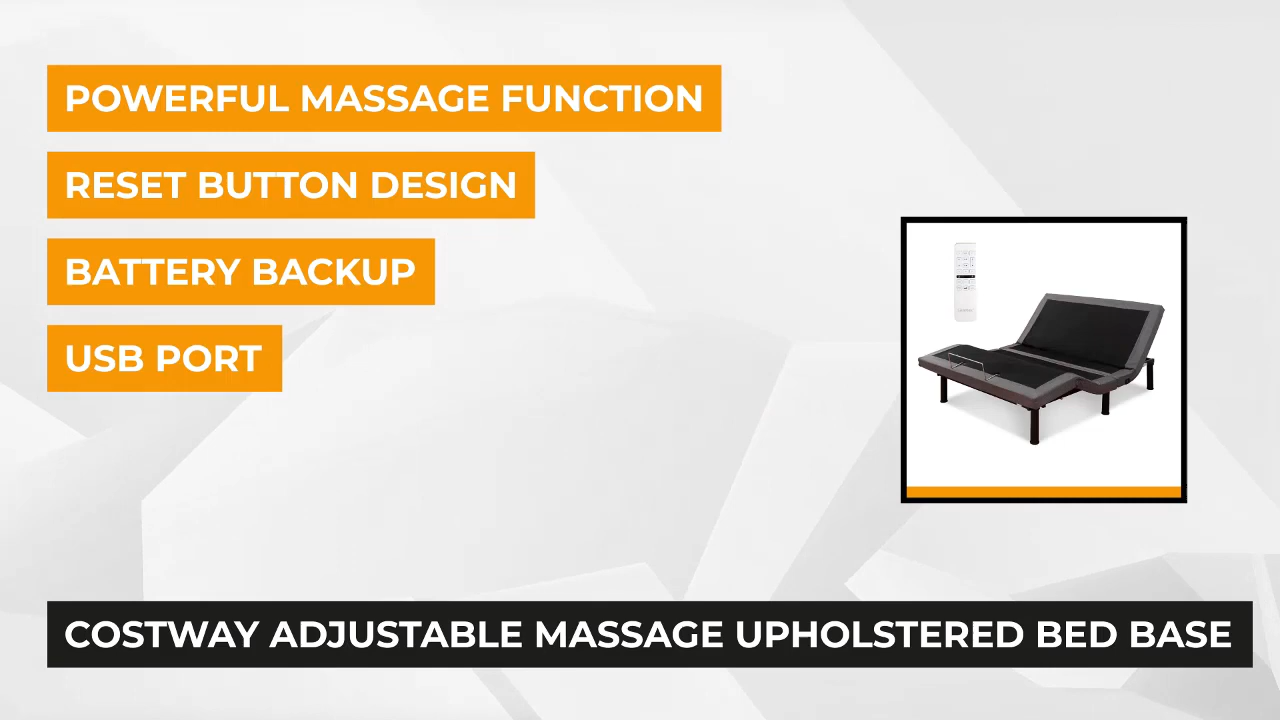 POWERFUL MASSAGE FUNCTION
RESET BUTTON DESIGN
BATTERY BACKUP
USB PORT
COSTWAY ADJUSTABLE MASSAGE UPHOLSTERED BED BASE